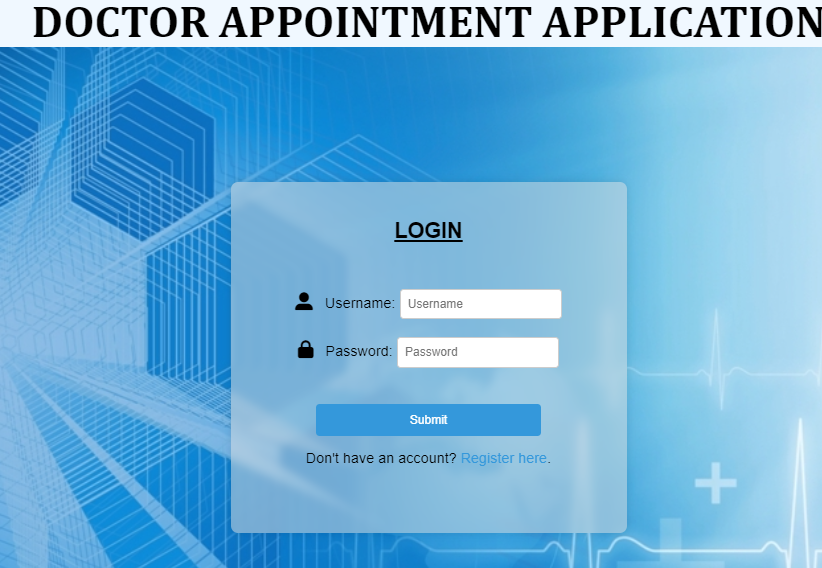 DOCTOR APPOINTMENT APPLICATION
LOGIN
Username: Username
Password: Password
Submit
Don't have an account? Register here.